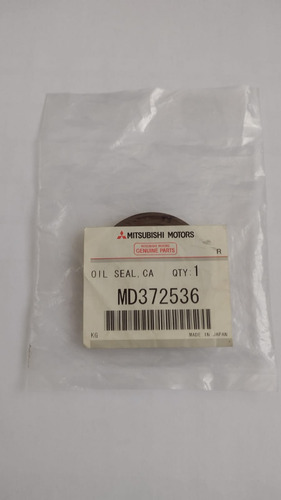 MITSUBISHI MOTORS
GENUINE PARTS
R
OIL SEAL,CA QTY.1
MD372536
KG MADE IN JAPAN